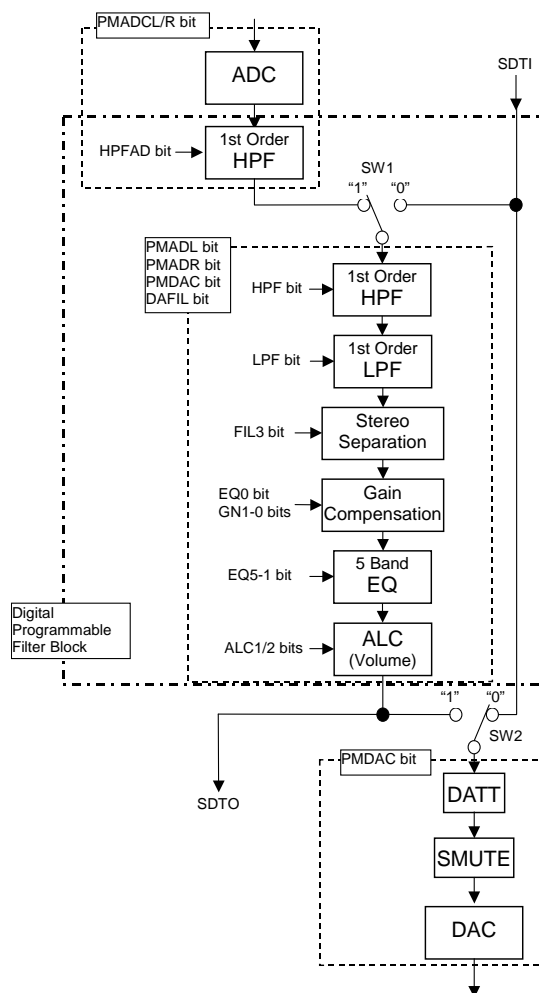 PMADCL/R bit
ADC
SDTI
HPFAD bit
1st Order
HPF
SW1
“1” “0”
PMADL bit
PMADR bit
PMDAC bit
DAFIL bit
HPF bit
1st Order
HPF
LPF bit
1st Order
LPF
FIL3 bit
Stereo
Separation
EQ0 bit
GN1-0 bits
Gain
Compensation
EQ5-1 bit
5 Band
EQ
Digital
Programmable
Filter Block
ALC1/2 bits
ALC
(Volume)
“1” “0”
SW2
SDTO
PMDAC bit
DATT
SMUTE
DAC